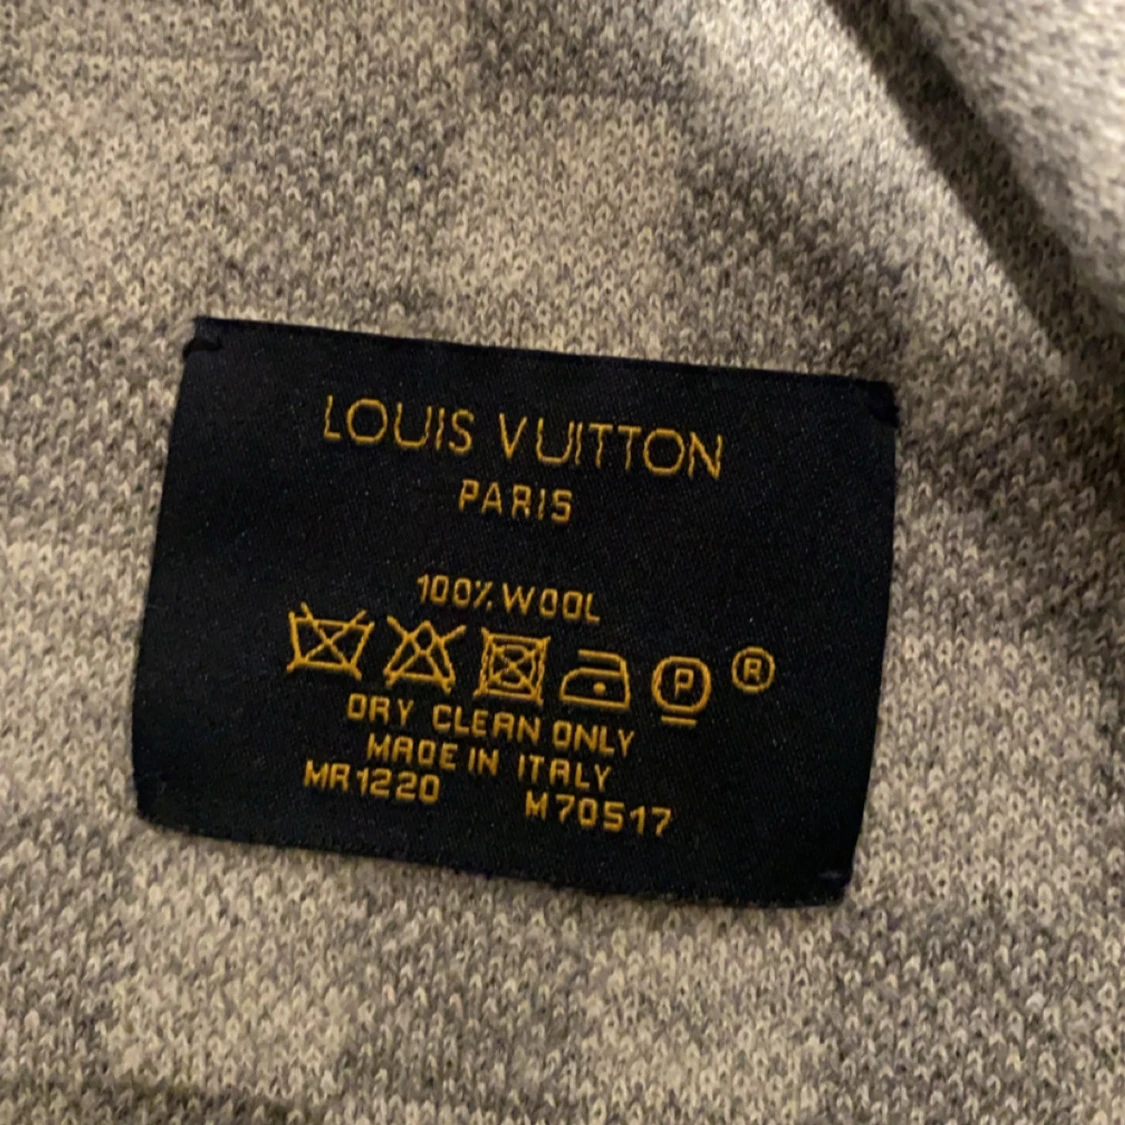 LOUIS VUITTON
PARIS
100% WOOL
P ®
DRY CLEAN ONLY
MADE IN ITALY
MR1220 M70517